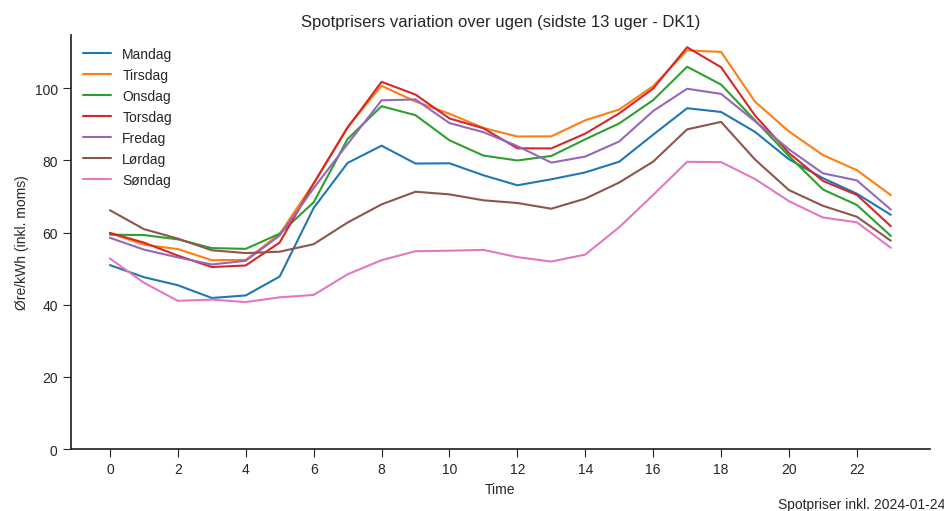 Spotprisers variation over ugen (sidste 13 uger - DK1)
Mandag
Tirsdag
Onsdag
Torsdag
Fredag
Lørdag
Søndag
Øre/kWh (inkl. moms)
100
80
60
40
20
0
0 2 4 6 8 10 12 14 16 18 20 22
Time
Spotpriser inkl. 2024-01-24